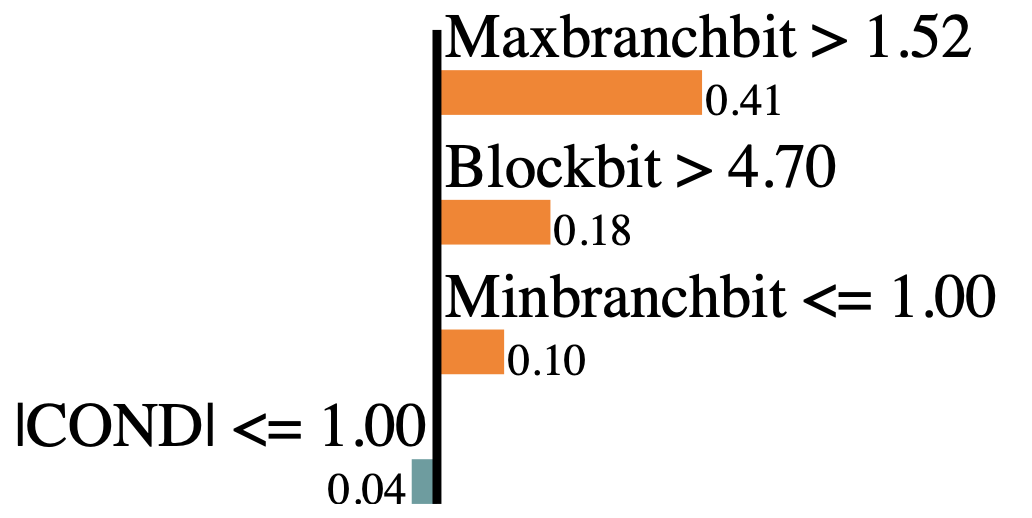 Maxbranchbit > 1.52
0.41
Blockbit > 4.70
0.18
Minbranchbit <= 1.00
0.10
|COND| <= 1.00
0.04